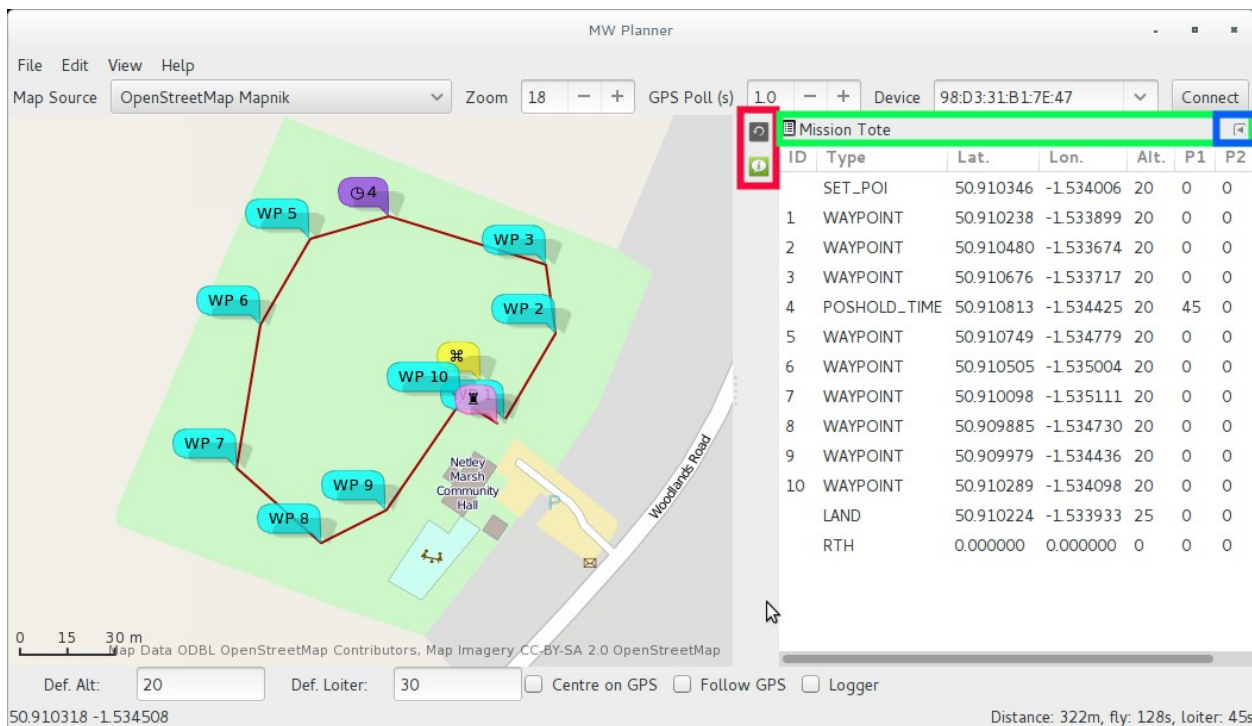 MW Planner
File Edit View Help
Map Source OpenStreetMap Mapnik Zoom 18 − + GPS Poll (s) 1.0 − + Device 98:D3:31:B1:7E:47 Connect
Mission Tote
ID Type Lat. Lon. Alt. P1 P2
SET_POI 50.910346 -1.534006 20 0 0
1 WAYPOINT 50.910238 -1.533899 20 0 0
2 WAYPOINT 50.910480 -1.533674 20 0 0
3 WAYPOINT 50.910676 -1.533717 20 0 0
4 POSHOLD_TIME 50.910813 -1.534425 20 45 0
5 WAYPOINT 50.910749 -1.534779 20 0 0
6 WAYPOINT 50.910505 -1.535004 20 0 0
7 WAYPOINT 50.910098 -1.535111 20 0 0
8 WAYPOINT 50.909885 -1.534730 20 0 0
9 WAYPOINT 50.909979 -1.534436 20 0 0
10 WAYPOINT 50.910289 -1.534098 20 0 0
LAND 50.910224 -1.533933 25 0 0
RTH 0.000000 0.000000 0 0 0
4
WP 5
WP 3
WP 6
WP 2
⌘
WP 10
WP 7
WP 9
WP 8
Netley
Marsh
Community
Hall
P
Woodlands Road
0 15 30 m
Map Data ODBL OpenStreetMap Contributors, Map Imagery CC-BY-SA 2.0 OpenStreetMap
Def. Alt: 20 Def. Loiter: 30 Centre on GPS Follow GPS Logger
50.910318 -1.534508 Distance: 322m, fly: 128s, loiter: 45s